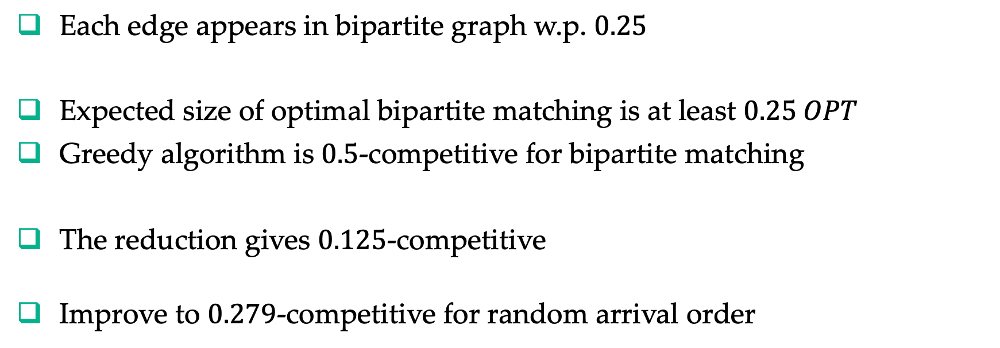 Each edge appears in bipartite graph w.p. 0.25
Expected size of optimal bipartite matching is at least 0.25 OPT
Greedy algorithm is 0.5-competitive for bipartite matching
The reduction gives 0.125-competitive
Improve to 0.279-competitive for random arrival order